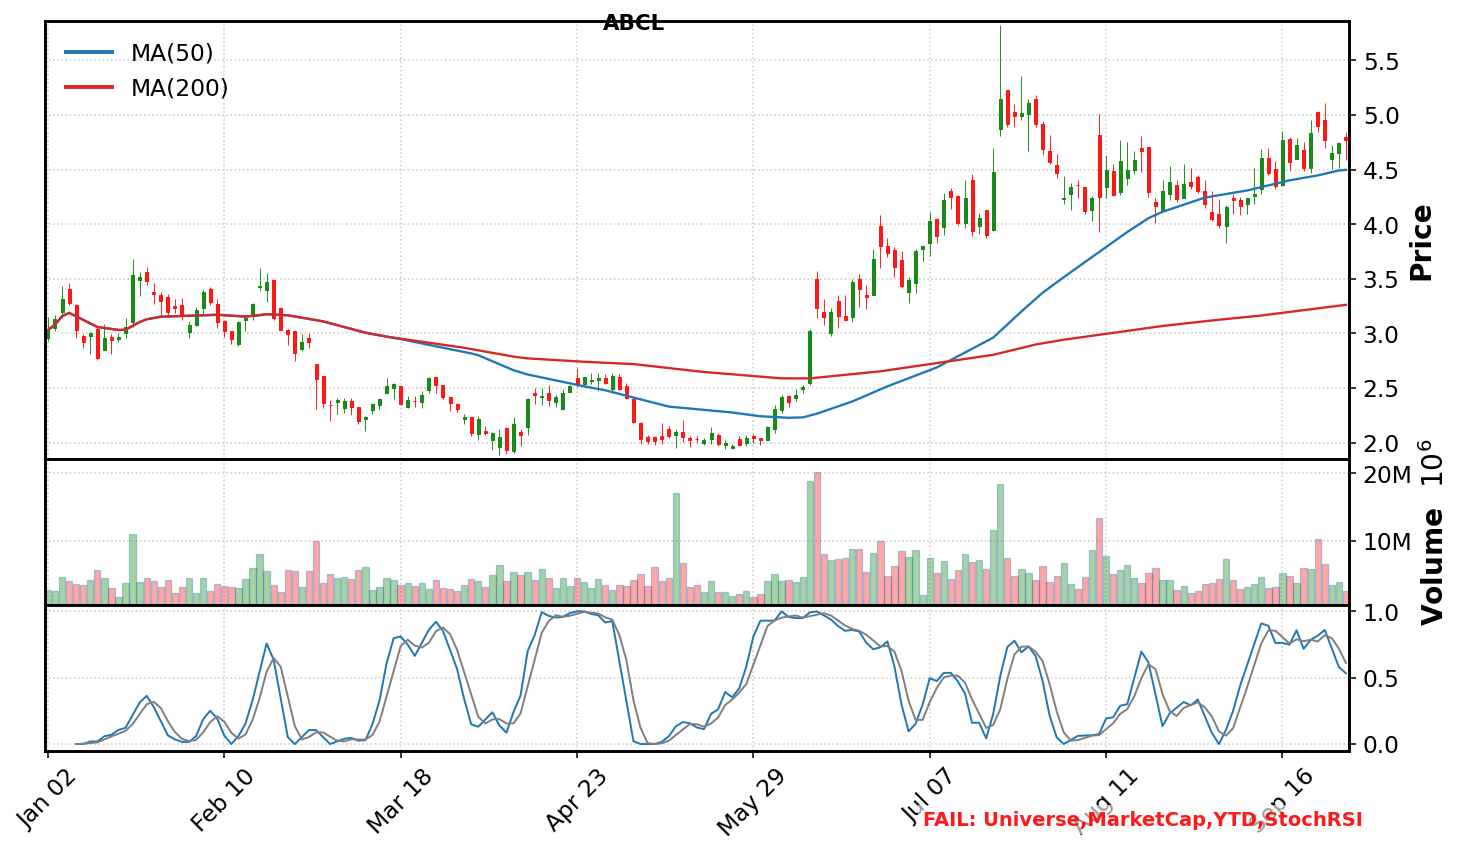 ABCL
MA(50)
MA(200)
5.5
5.0
4.5
4.0
3.5
3.0
2.5
2.0
Price
20M
10M
Volume 10^6
1.0
0.5
0.0
Jan 02
Feb 10
Mar 18
Apr 23
May 29
Jul 07
Aug 11
Sep 16
FAIL: Universe,MarketCap,YTD,StochRSI